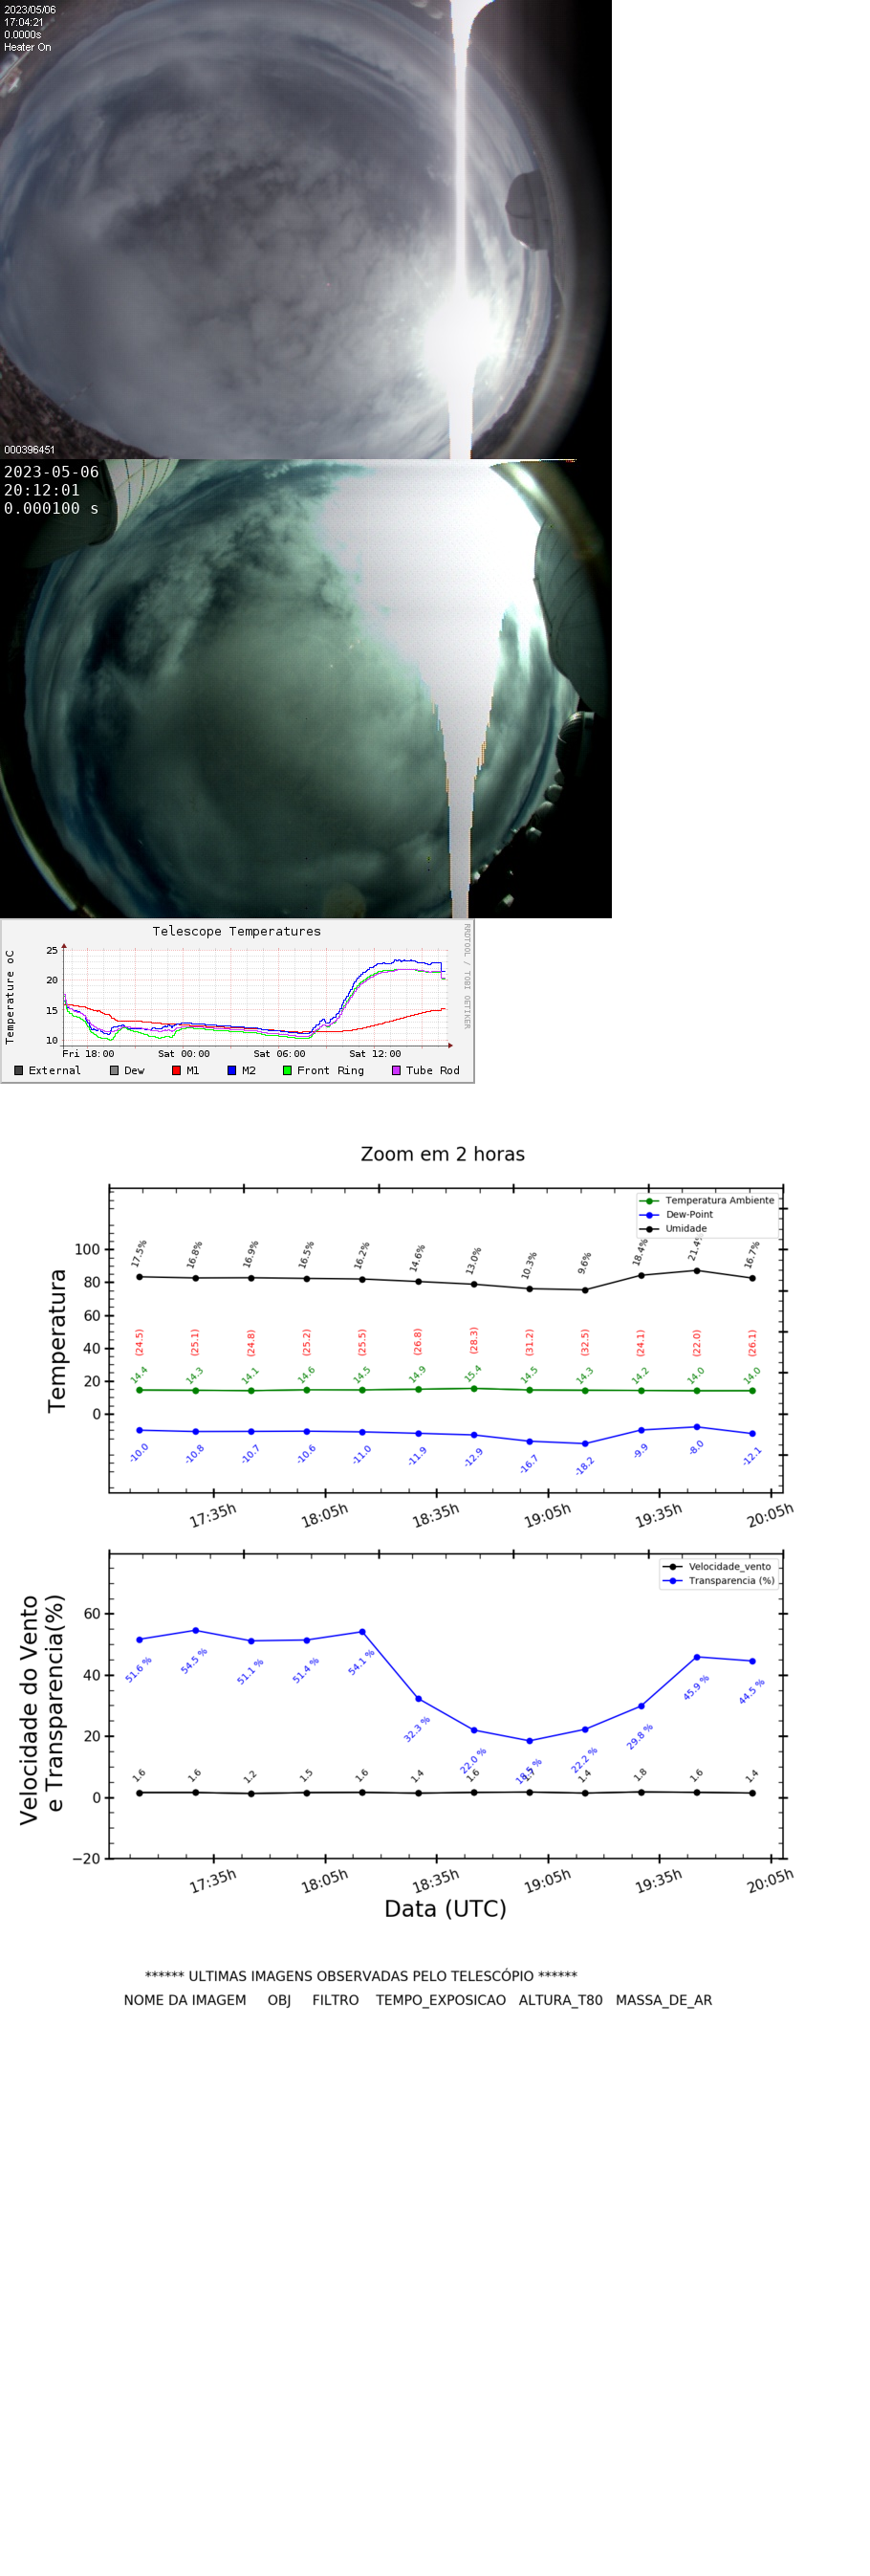 2023/05/06
17:04:21
0.0000s
Heater On
000396451
2023-05-06
20:12:01
0.000100 s
Telescope Temperatures
RRDTOOL / TOBI OETIKER
Temperature oC
25
20
15
10
Fri 18:00 Sat 00:00 Sat 06:00 Sat 12:00
External Dew M1 M2 Front Ring Tube Rod
Zoom em 2 horas
Temperatura Ambiente
Dew-Point
Umidade
Temperatura
100
80
60
40
20
0
17.5% 16.8% 16.9% 16.5% 16.2% 14.6% 13.0% 10.3% 9.6% 18.4% 21.4% 16.7%
(24.5) (25.1) (24.8) (25.2) (25.5) (26.8) (28.3) (31.2) (32.5) (24.1) (22.0) (26.1)
14.4 14.3 14.1 14.6 14.5 14.9 15.4 14.5 14.3 14.2 14.0 14.0
-10.0 -10.8 -10.7 -10.6 -11.0 -11.9 -12.9 -16.7 -18.2 -9.9 -8.0 -12.1
17:35h 18:05h 18:35h 19:05h 19:35h 20:05h
Velocidade_vento
Transparencia (%)
Velocidade do Vento
e Transparencia(%)
60
40
20
0
−20
51.6 % 54.5 % 51.1 % 51.4 % 54.1 % 32.3 % 22.0 % 18.5 % 22.2 % 29.8 % 45.9 % 44.5 %
1.6 1.6 1.2 1.5 1.6 1.4 1.6 1.7 1.4 1.8 1.6 1.4
17:35h 18:05h 18:35h 19:05h 19:35h 20:05h
Data (UTC)
****** ULTIMAS IMAGENS OBSERVADAS PELO TELESCÓPIO ******
NOME DA IMAGEM OBJ FILTRO TEMPO_EXPOSICAO ALTURA_T80 MASSA_DE_AR